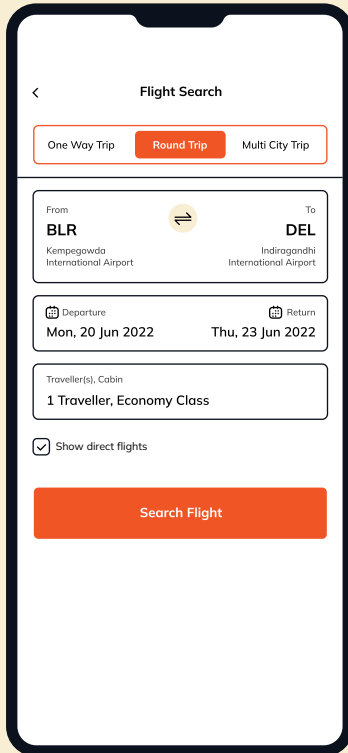 Flight Search
One Way Trip Round Trip Multi City Trip
From To
BLR DEL
Kempegowda Indiragandhi
International Airport International Airport
Departure Return
Mon, 20 Jun 2022 Thu, 23 Jun 2022
Traveller(s), Cabin
1 Traveller, Economy Class
Show direct flights
Search Flight